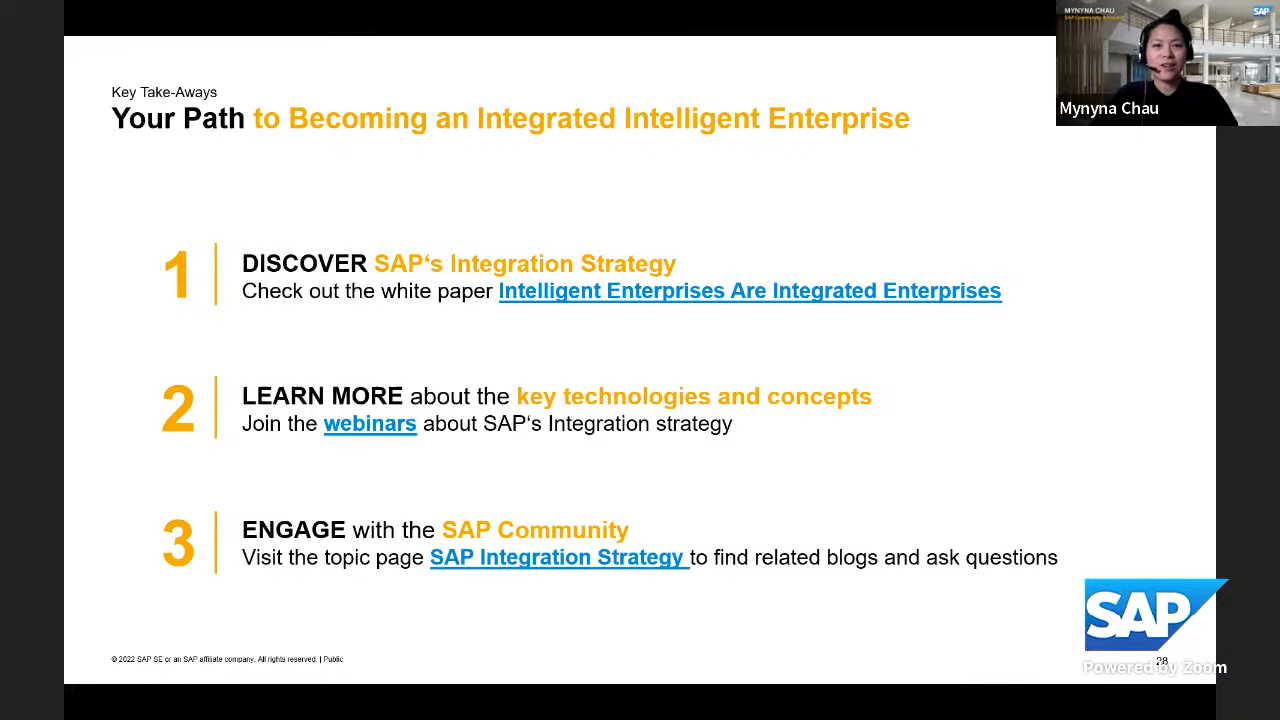 MYNYNA CHAU
SAP Community Advocate
SAP
Mynyna Chau
Key Take-Aways
Your Path to Becoming an Integrated Intelligent Enterprise
1
DISCOVER SAP‘s Integration Strategy
Check out the white paper Intelligent Enterprises Are Integrated Enterprises
2
LEARN MORE about the key technologies and concepts
Join the webinars about SAP‘s Integration strategy
3
ENGAGE with the SAP Community
Visit the topic page SAP Integration Strategy to find related blogs and ask questions
SAP
© 2022 SAP SE or an SAP affiliate company. All rights reserved. | Public
28
Powered by Zoom